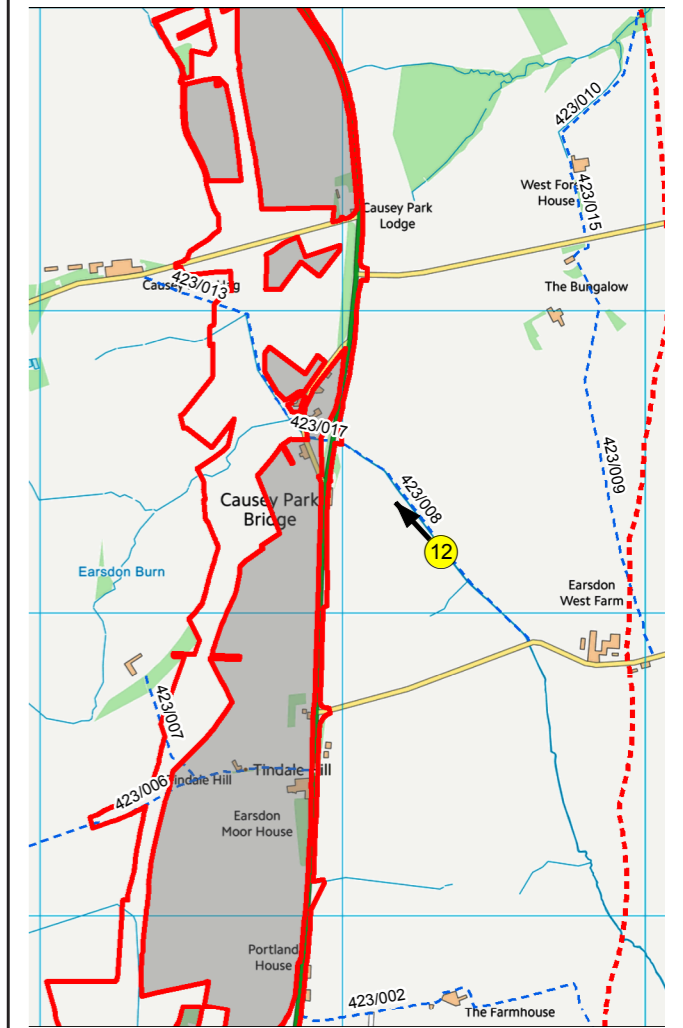 423/010
West For
House
423/015
Causey Park
Lodge
423/013
Caus
g
The Bungalow
423/017
423/009
423/008
Causey Park
Bridge
12
Earsdon Burn
Earsdon
West Farm
423/007
Tindale Hill
Tindale Hill
423/006
Earsdon
Moor House
Portland
House
423/002
The Farmhouse